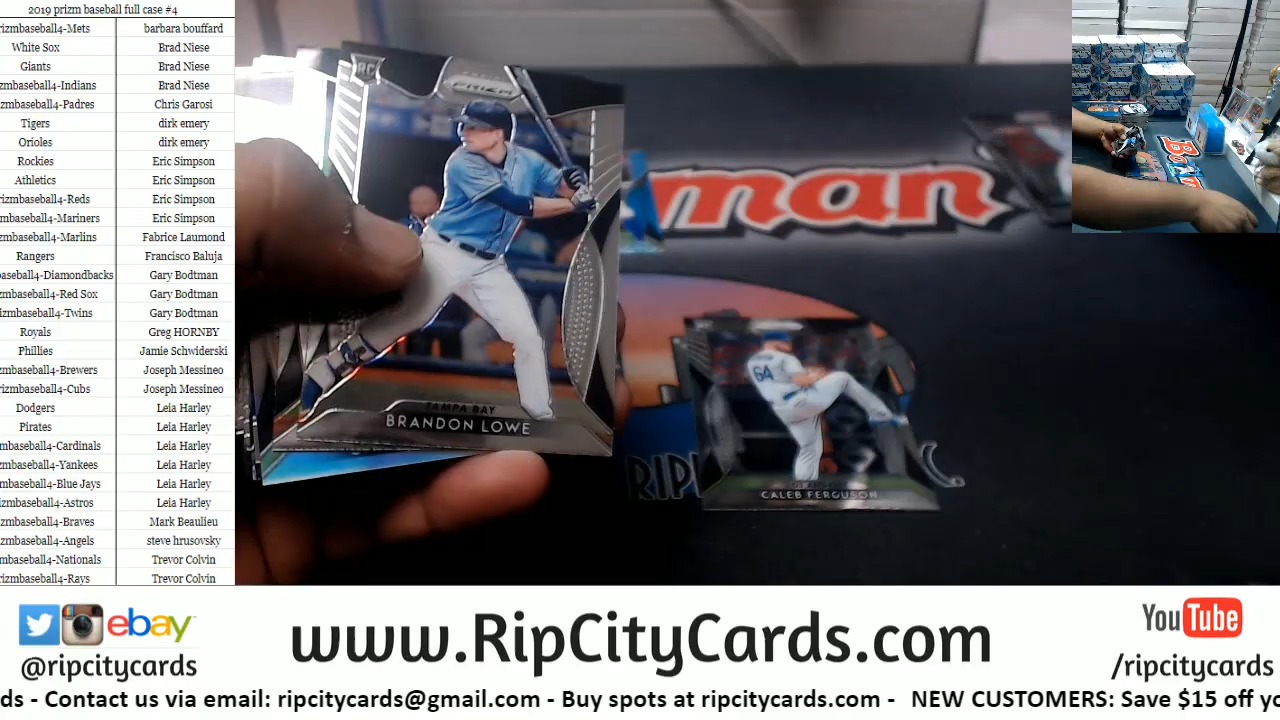 2019 prizm baseball full case #4
rizmbaseball4-Mets barbara bouffard
White Sox Brad Niese
Giants Brad Niese
zmbaseball4-Indians Brad Niese
zmbaseball4-Padres Chris Garosi
Tigers dirk emery
Orioles dirk emery
Rockies Eric Simpson
Athletics Eric Simpson
rizmbaseball4-Reds Eric Simpson
mbaseball4-Mariners Eric Simpson
zmbaseball4-Marlins Fabrice Laumond
Rangers Francisco Baluja
baseball4-Diamondbacks Gary Bodtman
zmbaseball4-Red Sox Gary Bodtman
zmbaseball4-Twins Gary Bodtman
Royals Greg HORNBY
Phillies Jamie Schwiderski
zmbaseball4-Brewers Joseph Messineo
rizmbaseball4-Cubs Joseph Messineo
Dodgers Leia Harley
Pirates Leia Harley
mbaseball4-Cardinals Leia Harley
zmbaseball4-Yankees Leia Harley
mbaseball4-Blue Jays Leia Harley
zmbaseball4-Astros Leia Harley
zmbaseball4-Braves Mark Beaulieu
zmbaseball4-Angels steve hrusovsky
mbaseball4-Nationals Trevor Colvin
rizmbaseball4-Rays Trevor Colvin
RC
PRIZM
TAMPA BAY
BRANDON LOWE
man
64
LOS ANGELES
CALEB FERGUSON
RIP
ebay
@ripcitycards
www.RipCityCards.com
YouTube
/ripcitycards
ds - Contact us via email: ripcitycards@gmail.com - Buy spots at ripcitycards.com - NEW CUSTOMERS: Save $15 off yo